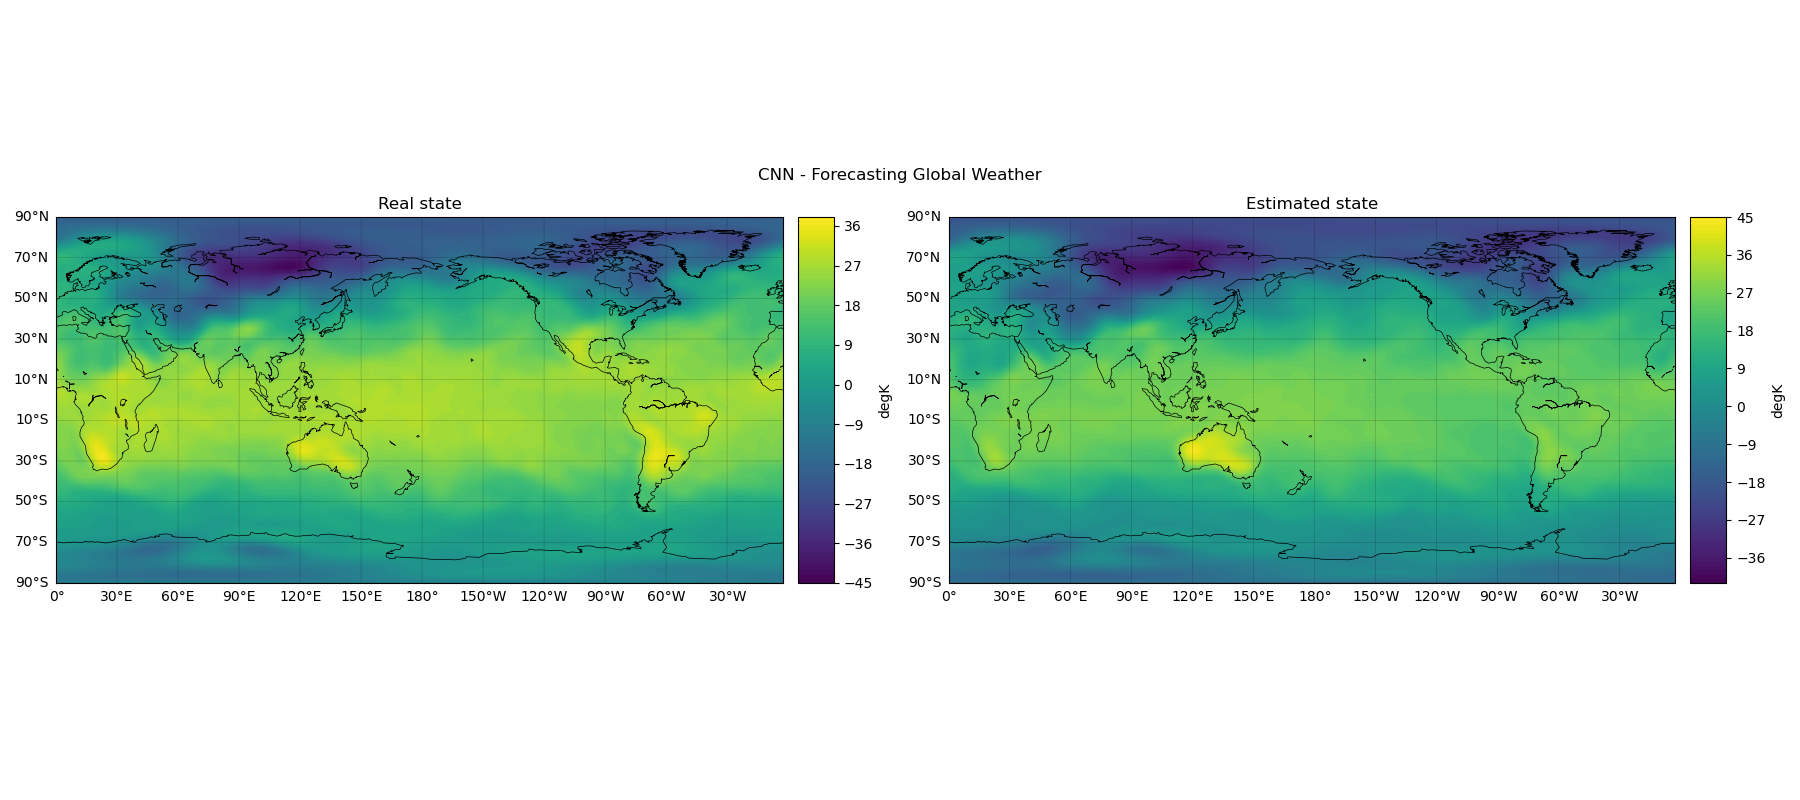 CNN - Forecasting Global Weather
Real state
90°N
70°N
50°N
30°N
10°N
10°S
30°S
50°S
70°S
90°S
0° 30°E 60°E 90°E 120°E 150°E 180° 150°W 120°W 90°W 60°W 30°W
36
27
18
9
0
−9
−18
−27
−36
−45
degK
Estimated state
90°N
70°N
50°N
30°N
10°N
10°S
30°S
50°S
70°S
90°S
0° 30°E 60°E 90°E 120°E 150°E 180° 150°W 120°W 90°W 60°W 30°W
45
36
27
18
9
0
−9
−18
−27
−36
degK